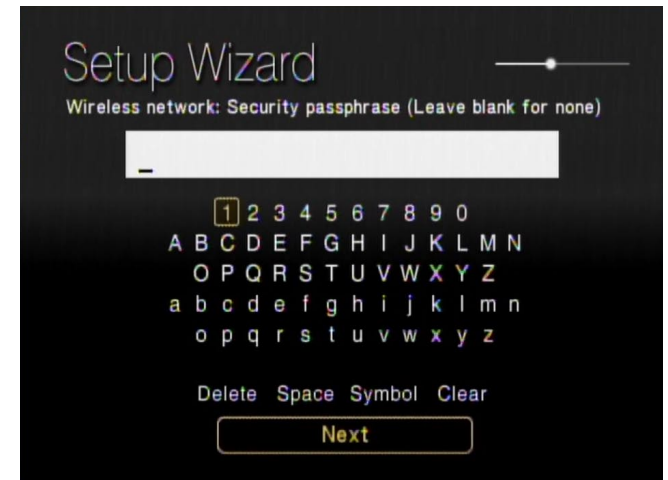 Setup Wizard
Wireless network: Security passphrase (Leave blank for none)
_
1 2 3 4 5 6 7 8 9 0
A B C D E F G H I J K L M N
O P Q R S T U V W X Y Z
a b c d e f g h i j k l m n
o p q r s t u v w x y z
Delete Space Symbol Clear
Next